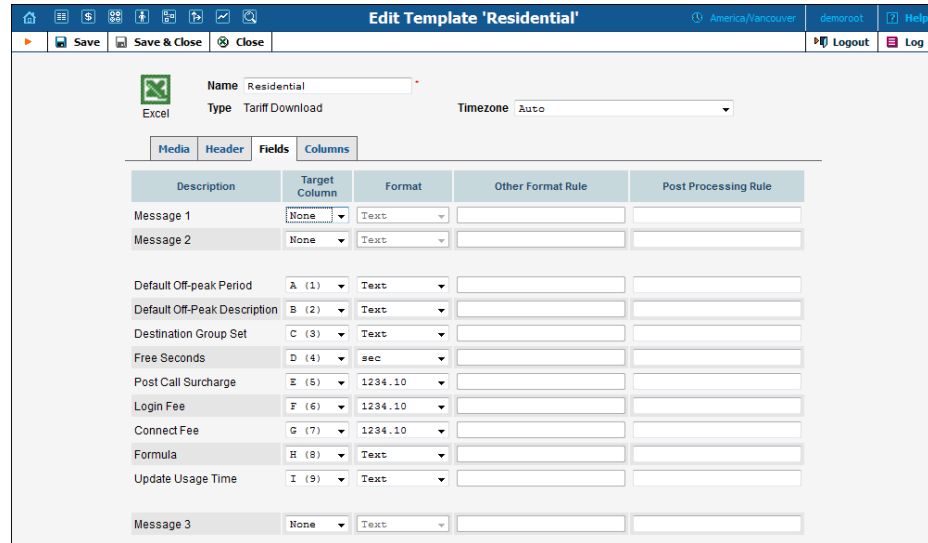 Edit Template 'Residential' America/Vancouver demoroot Help
Save Save & Close Close Logout Log
Name Residential *
Excel Type Tariff Download Timezone Auto
Media Header Fields Columns
Description Target Column Format Other Format Rule Post Processing Rule
Message 1 None Text
Message 2 None Text
Default Off-peak Period A (1) Text
Default Off-Peak Description B (2) Text
Destination Group Set C (3) Text
Free Seconds D (4) sec
Post Call Surcharge E (5) 1234.10
Login Fee F (6) 1234.10
Connect Fee G (7) 1234.10
Formula H (8) Text
Update Usage Time I (9) Text
Message 3 None Text